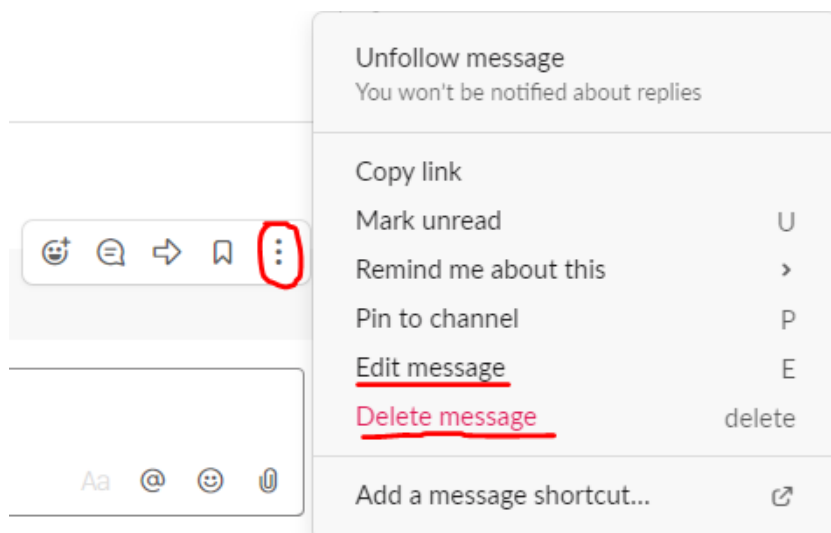 Unfollow message
You won't be notified about replies
Copy link
Mark unread U
Remind me about this
Pin to channel P
Edit message E
Delete message delete
Aa
Add a message shortcut...